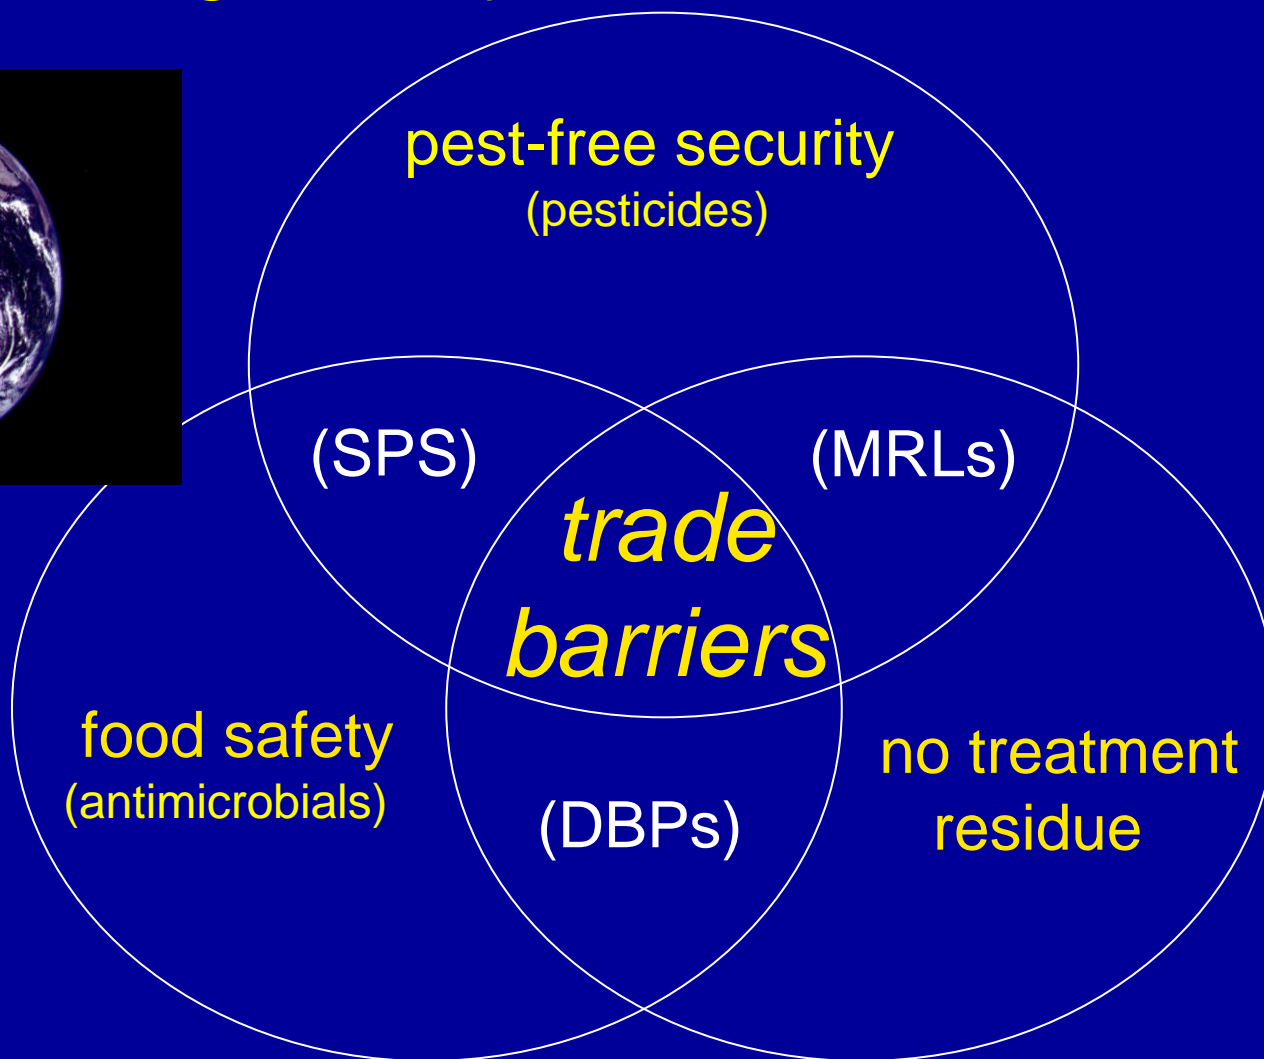 pest-free security
(pesticides)
(SPS)
(MRLs)
trade
barriers
food safety
(antimicrobials)
no treatment
residue
(DBPs)